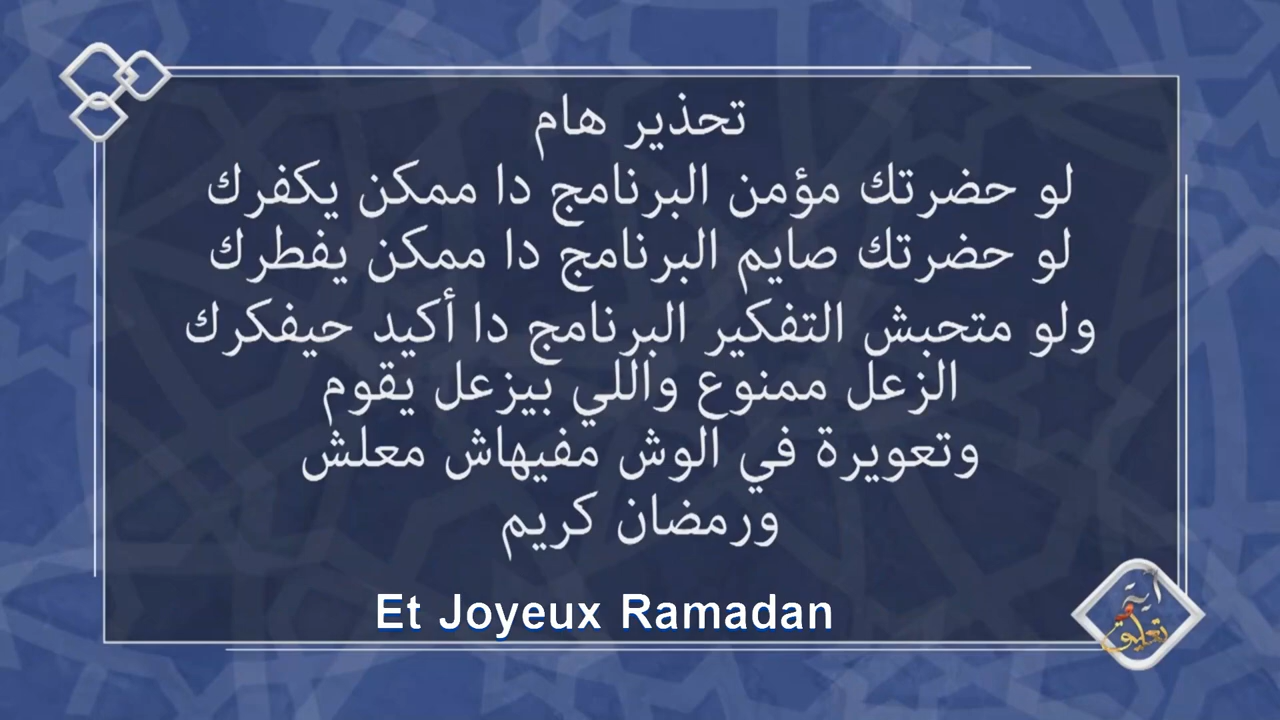 تحذير هام
لو حضرتك مؤمن البرنامج دا ممكن يكفرك
لو حضرتك صايم البرنامج دا ممكن يفطرك
ولو متحبش التفكير البرنامج دا أكيد حيفكرك
الزعل ممنوع واللي بيزعل يقوم
وتعويرة في الوش مفيهاش معلش
ورمضان كريم
Et Joyeux Ramadan
آية
تعليق